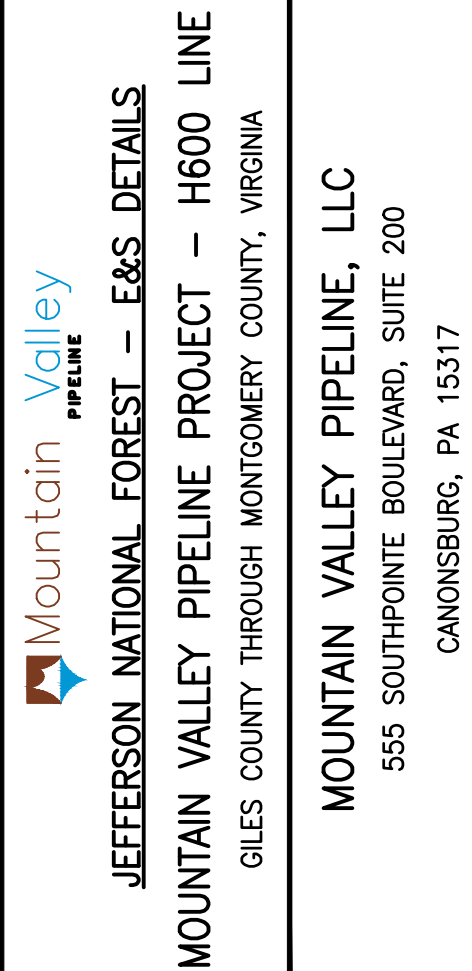 Mountain Valley
PIPELINE
JEFFERSON NATIONAL FOREST – E&S DETAILS
MOUNTAIN VALLEY PIPELINE PROJECT – H600 LINE
GILES COUNTY THROUGH MONTGOMERY COUNTY, VIRGINIA
MOUNTAIN VALLEY PIPELINE, LLC
555 SOUTHPOINTE BOULEVARD, SUITE 200
CANONSBURG, PA 15317